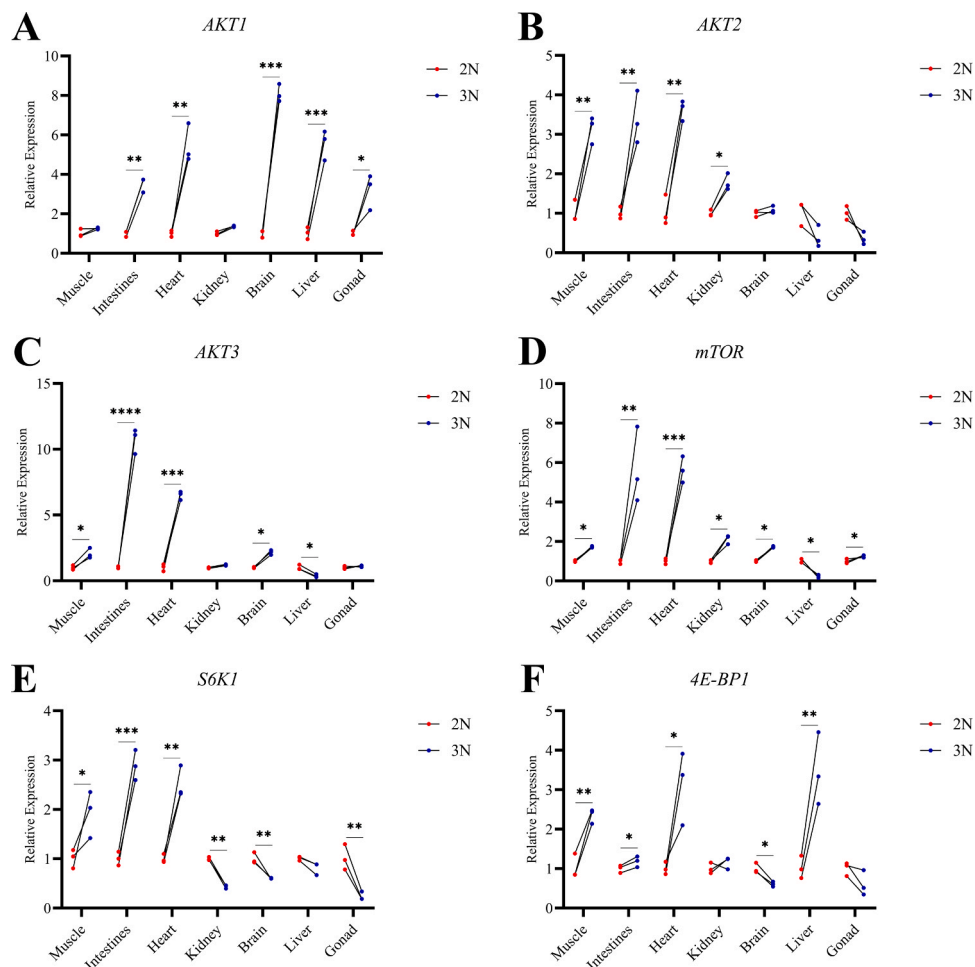 A
AKT1
Relative Expression
10
8
6
4
2
0
**
**
***
***
*
2N
3N
Muscle
Intestines
Heart
Kidney
Brain
Liver
Gonad
B
AKT2
Relative Expression
5
4
3
2
1
0
**
**
**
*
2N
3N
Muscle
Intestines
Heart
Kidney
Brain
Liver
Gonad
C
AKT3
Relative Expression
15
10
5
0
*
****
***
*
*
2N
3N
Muscle
Intestines
Heart
Kidney
Brain
Liver
Gonad
D
mTOR
Relative Expression
10
8
6
4
2
0
*
**
***
*
*
*
*
2N
3N
Muscle
Intestines
Heart
Kidney
Brain
Liver
Gonad
E
S6K1
Relative Expression
4
3
2
1
0
*
***
**
**
**
**
2N
3N
Muscle
Intestines
Heart
Kidney
Brain
Liver
Gonad
F
4E-BP1
Relative Expression
5
4
3
2
1
0
**
*
*
*
**
2N
3N
Muscle
Intestines
Heart
Kidney
Brain
Liver
Gonad